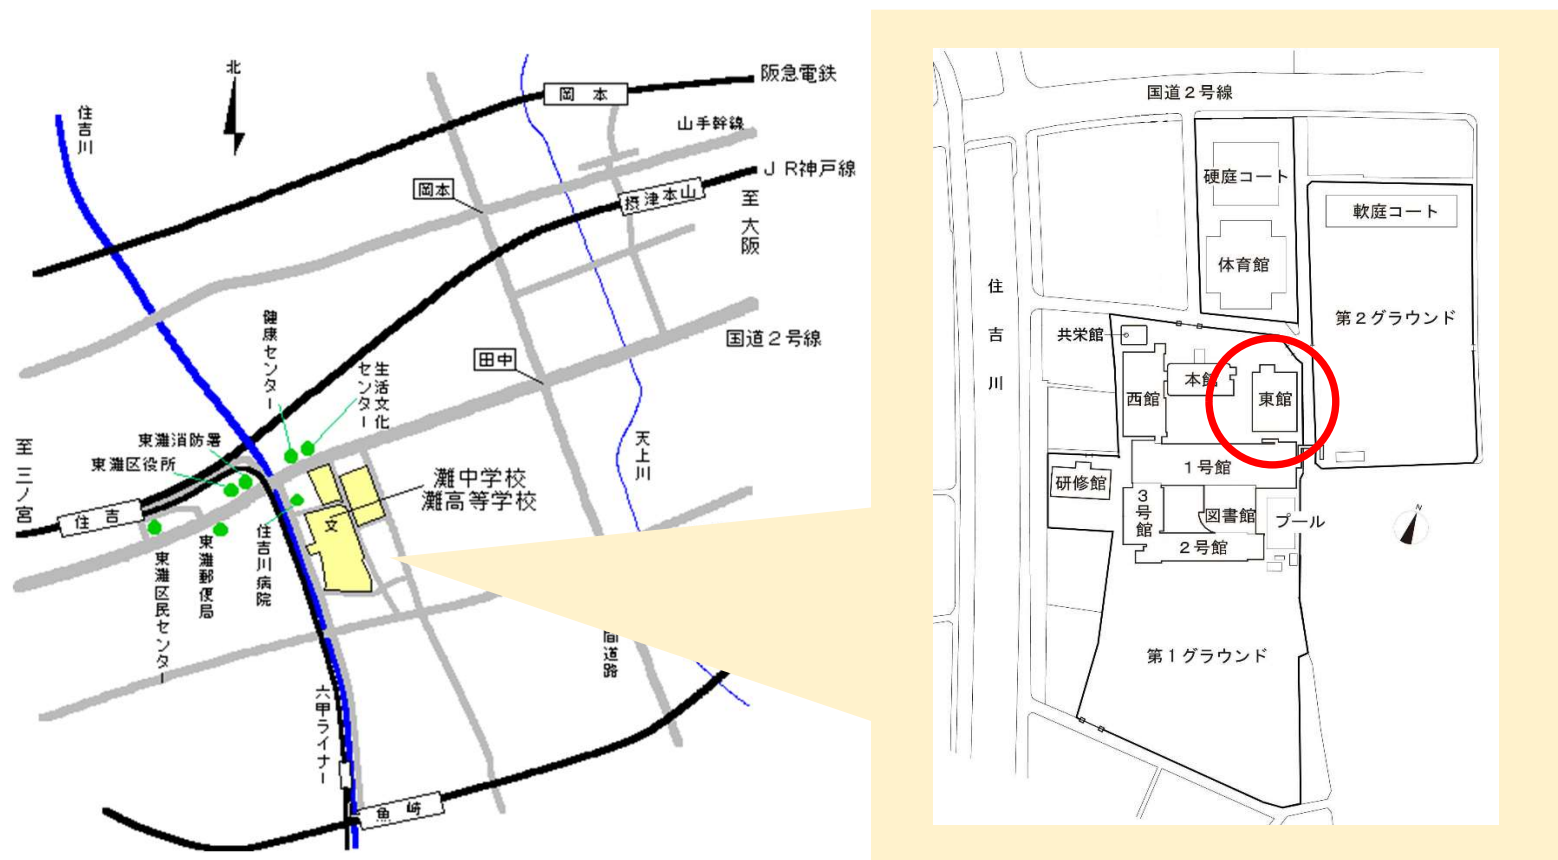 北
住吉川
阪急電鉄
岡本
山手幹線
ＪＲ神戸線
岡本
摂津本山
至大阪
国道２号線
田中
健康センター
生活文化
センター
東灘消防署
東灘区役所
至三ノ宮
住吉
天上川
灘中学校
灘高等学校
文
住吉川病院
東灘郵便局
東灘区民センター
間道路
六甲ライナー
魚崎
国道２号線
硬庭コート
軟庭コート
体育館
住吉川
第２グラウンド
共栄館
本館
西館
東館
１号館
研修館
３号館
図書館
プール
２号館
N
第１グラウンド